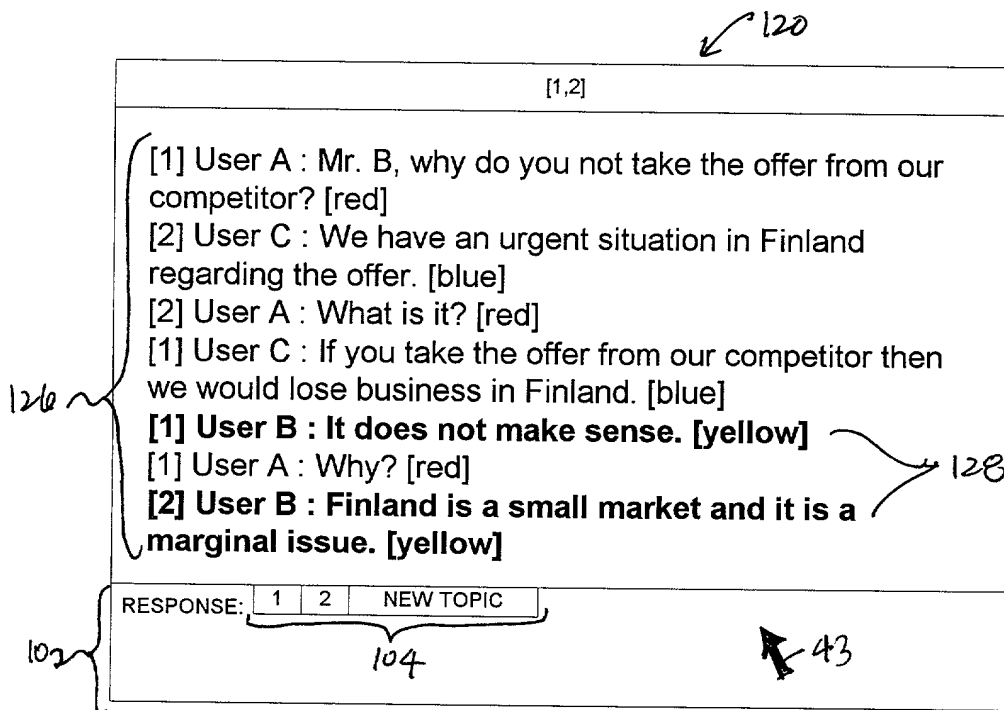 120
[1,2]
[1] User A : Mr. B, why do you not take the offer from our
competitor? [red]
[2] User C : We have an urgent situation in Finland
regarding the offer. [blue]
[2] User A : What is it? [red]
[1] User C : If you take the offer from our competitor then
we would lose business in Finland. [blue]
126
[1] User B : It does not make sense. [yellow]
[1] User A : Why? [red]
128
[2] User B : Finland is a small market and it is a
marginal issue. [yellow]
RESPONSE: 1 2 NEW TOPIC
102
104
43